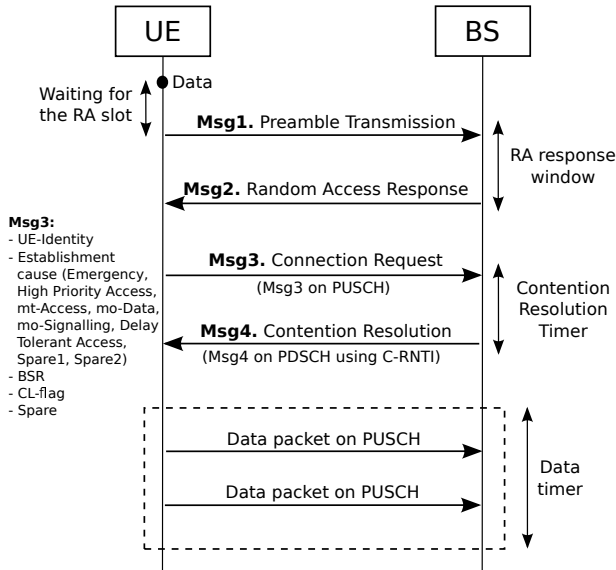 UE
BS
Data
Waiting for
the RA slot
Msg1. Preamble Transmission
RA response
window
Msg2. Random Access Response
Msg3:
- UE-Identity
- Establishment
cause (Emergency,
High Priority Access,
mt-Access, mo-Data,
mo-Signalling, Delay
Tolerant Access,
Spare1, Spare2)
- BSR
- CL-flag
- Spare
Msg3. Connection Request
(Msg3 on PUSCH)
Contention
Resolution
Timer
Msg4. Contention Resolution
(Msg4 on PDSCH using C-RNTI)
Data packet on PUSCH
Data packet on PUSCH
Data
timer